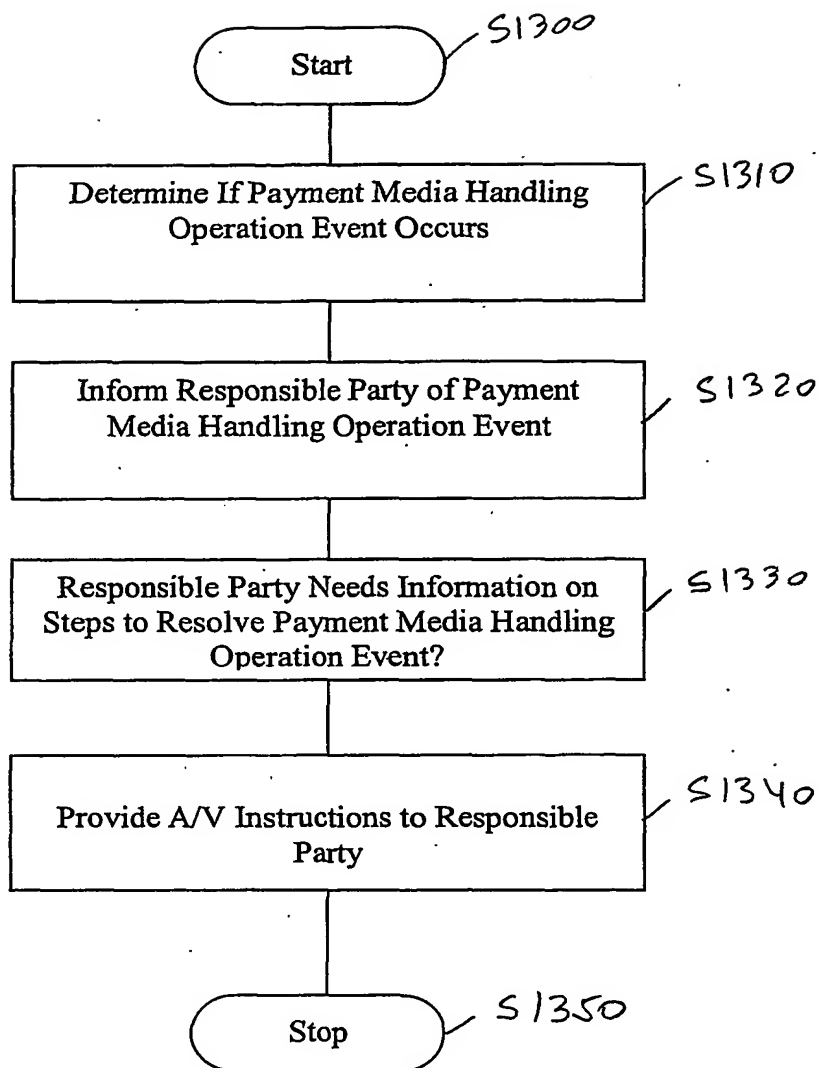 S1300
Start
S1310
Determine If Payment Media Handling
Operation Event Occurs
S1320
Inform Responsible Party of Payment
Media Handling Operation Event
S1330
Responsible Party Needs Information on
Steps to Resolve Payment Media Handling
Operation Event?
S1340
Provide A/V Instructions to Responsible
Party
S1350
Stop